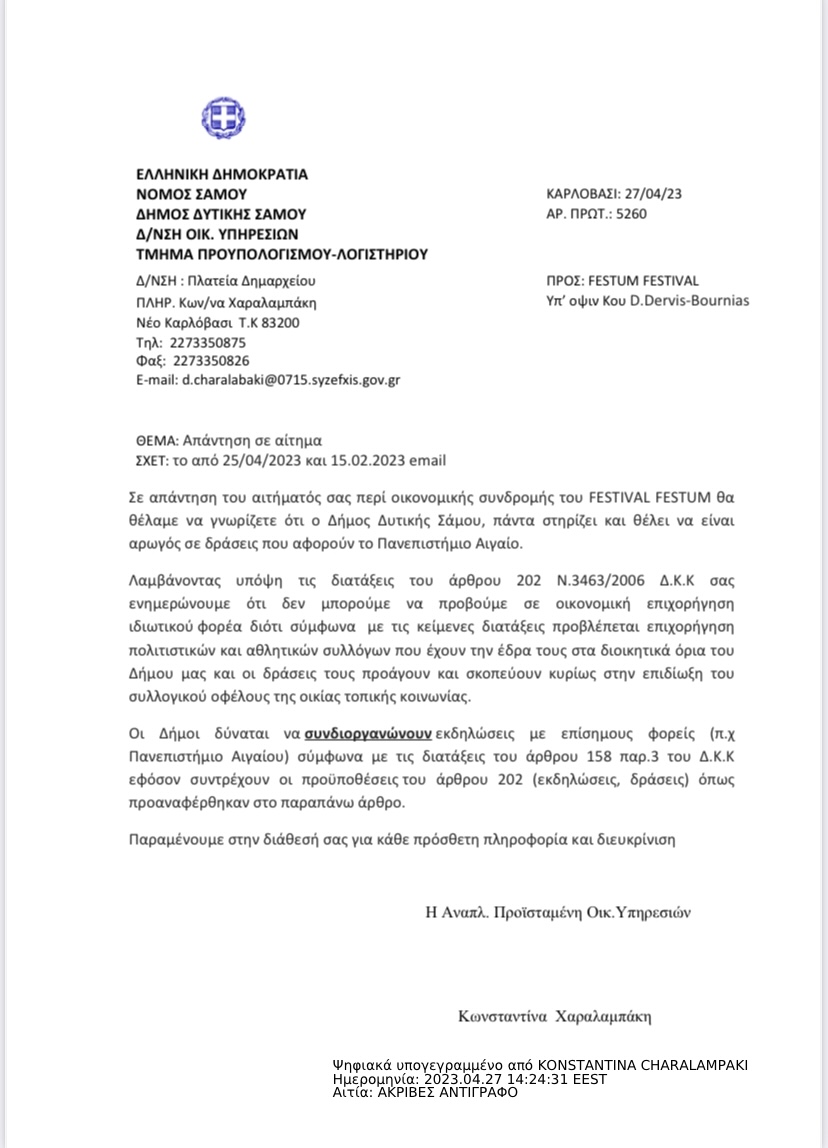 ΕΛΛΗΝΙΚΗ ΔΗΜΟΚΡΑΤΙΑ
ΝΟΜΟΣ ΣΑΜΟΥ
ΔΗΜΟΣ ΔΥΤΙΚΗΣ ΣΑΜΟΥ
Δ/ΝΣΗ ΟΙΚ. ΥΠΗΡΕΣΙΩΝ
ΤΜΗΜΑ ΠΡΟΥΠΟΛΟΓΙΣΜΟΥ-ΛΟΓΙΣΤΗΡΙΟΥ
ΚΑΡΛΟΒΑΣΙ: 27/04/23
ΑΡ. ΠΡΩΤ.: 5260
Δ/ΝΣΗ : Πλατεία Δημαρχείου
ΠΛΗΡ. Κων/να Χαραλαμπάκη
Νέο Καρλόβασι Τ.Κ 83200
Τηλ: 2273350875
Φαξ: 2273350826
E-mail: d.charalabaki@0715.syzefxis.gov.gr
ΠΡΟΣ: FESTUM FESTIVAL
Υπ’ οψιν Κου D.Dervis-Bournias
ΘΕΜΑ: Απάντηση σε αίτημα
ΣΧΕΤ: το από 25/04/2023 και 15.02.2023 email
Σε απάντηση του αιτήματός σας περί οικονομικής συνδρομής του FESTIVAL FESTUM θα
θέλαμε να γνωρίζετε ότι ο Δήμος Δυτικής Σάμου, πάντα στηρίζει και θέλει να είναι
αρωγός σε δράσεις που αφορούν το Πανεπιστήμιο Αιγαίο.
Λαμβάνοντας υπόψη τις διατάξεις του άρθρου 202 Ν.3463/2006 Δ.Κ.Κ σας
ενημερώνουμε ότι δεν μπορούμε να προβούμε σε οικονομική επιχορήγηση
ιδιωτικού φορέα διότι σύμφωνα με τις κείμενες διατάξεις προβλέπεται επιχορήγηση
πολιτιστικών και αθλητικών συλλόγων που έχουν την έδρα τους στα διοικητικά όρια του
Δήμου μας και οι δράσεις τους προάγουν και σκοπεύουν κυρίως στην επιδίωξη του
συλλογικού οφέλους της οικίας τοπικής κοινωνίας.
Οι Δήμοι δύναται να συνδιοργανώνουν εκδηλώσεις με επίσημους φορείς (π.χ
Πανεπιστήμιο Αιγαίου) σύμφωνα με τις διατάξεις του άρθρου 158 παρ.3 του Δ.Κ.Κ
εφόσον συντρέχουν οι προϋποθέσεις του άρθρου 202 (εκδηλώσεις, δράσεις) όπως
προαναφέρθηκαν στο παραπάνω άρθρο.
Παραμένουμε στην διάθεσή σας για κάθε πρόσθετη πληροφορία και διευκρίνιση
Η Αναπλ. Προϊσταμένη Οικ.Υπηρεσιών
Κωνσταντίνα Χαραλαμπάκη
Ψηφιακά υπογεγραμμένο από KONSTANTINA CHARALAMPAKI
Ημερομηνία: 2023.04.27 14:24:31 EEST
Αιτία: ΑΚΡΙΒΕΣ ΑΝΤΙΓΡΑΦΟ